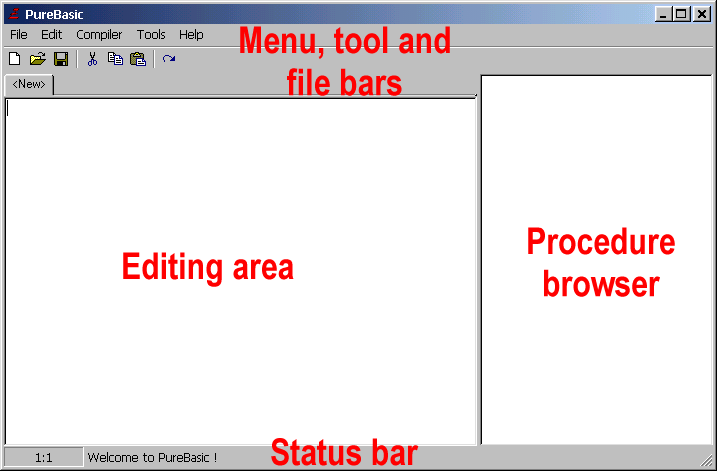 PureBasic
File Edit Compiler Tools Help
Menu, tool and
file bars
<New>
Editing area
Procedure
browser
Status bar
1:1 Welcome to PureBasic !